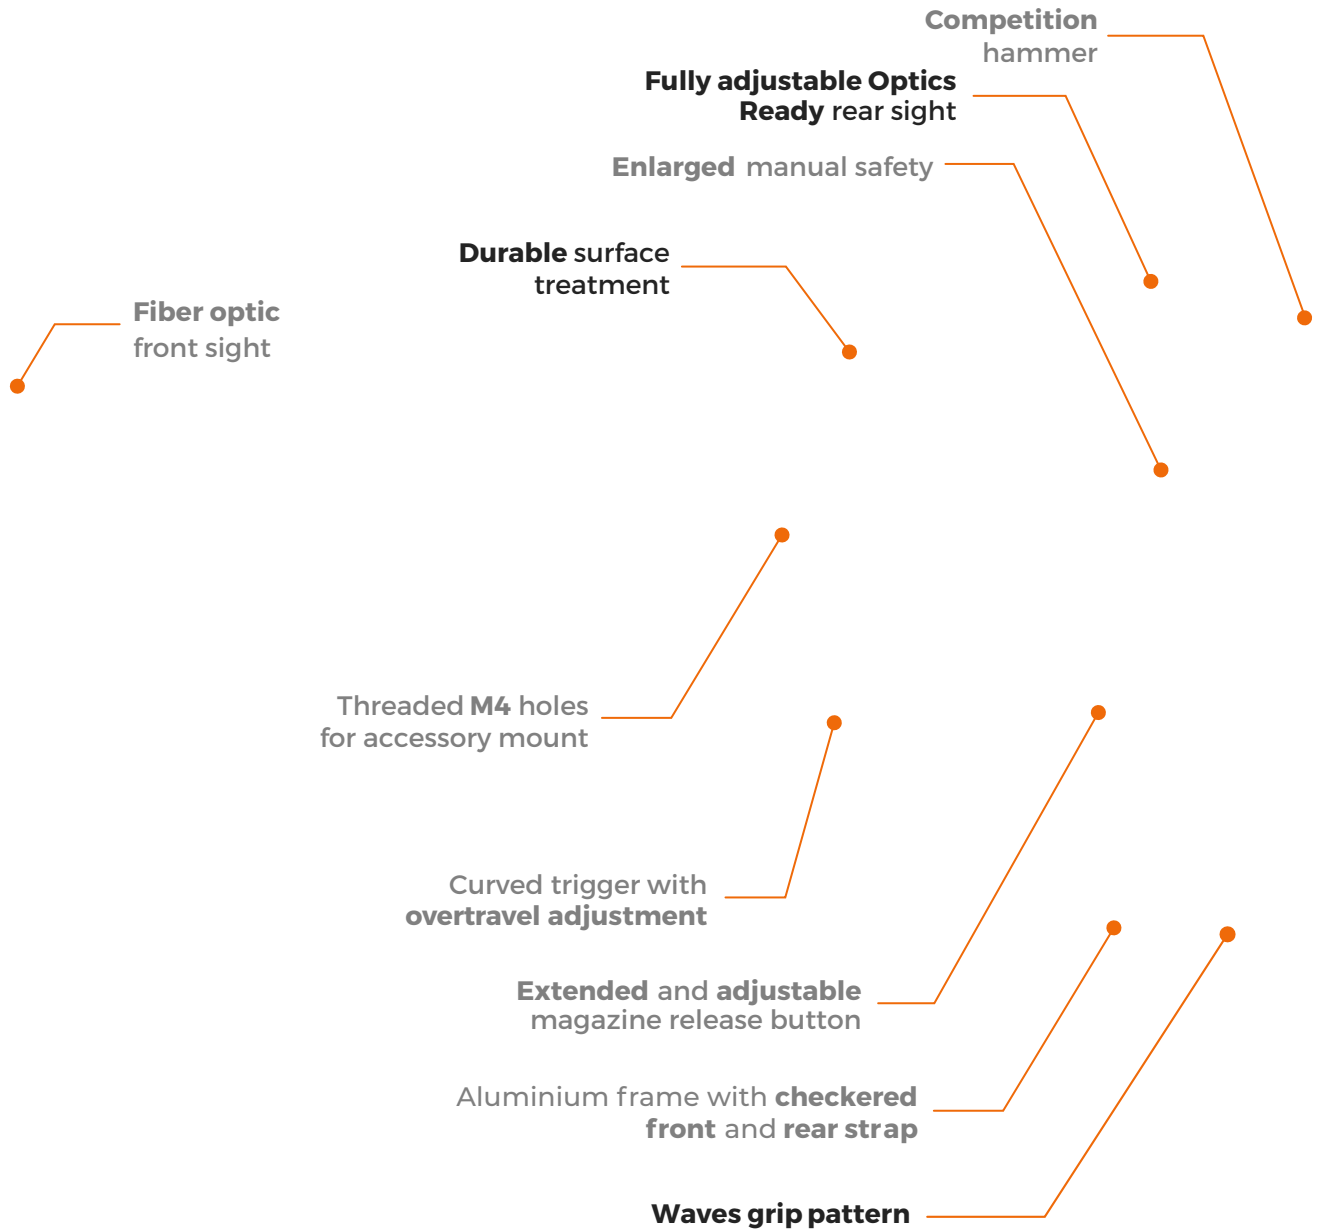 Competition
hammer
Fully adjustable Optics
Ready rear sight
Enlarged manual safety
Durable surface
treatment
Fiber optic
front sight
Threaded M4 holes
for accessory mount
Curved trigger with
overtravel adjustment
Extended and adjustable
magazine release button
Aluminium frame with checkered
front and rear strap
Waves grip pattern